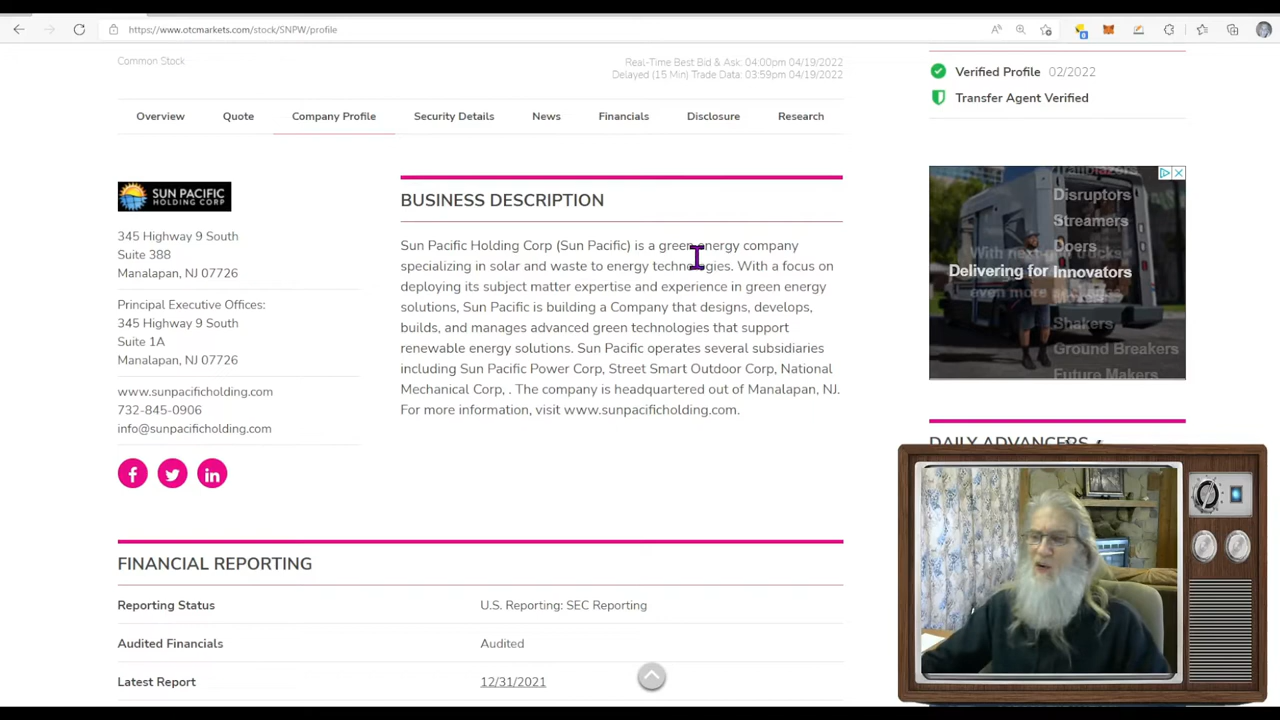 https://www.otcmarkets.com/stock/SNPW/profile
Common Stock
Real-Time Best Bid & Ask: 04:00pm 04/19/2022
Delayed (15 Min) Trade Data: 03:59pm 04/19/2022
Verified Profile 02/2022
Transfer Agent Verified
Overview Quote Company Profile Security Details News Financials Disclosure Research
SUN PACIFIC
HOLDING CORP
345 Highway 9 South
Suite 388
Manalapan, NJ 07726
Principal Executive Offices:
345 Highway 9 South
Suite 1A
Manalapan, NJ 07726
www.sunpacificholding.com
732-845-0906
info@sunpacificholding.com
BUSINESS DESCRIPTION
Sun Pacific Holding Corp (Sun Pacific) is a green energy company
specializing in solar and waste to energy technologies. With a focus on
deploying its subject matter expertise and experience in green energy
solutions, Sun Pacific is building a Company that designs, develops,
builds, and manages advanced green technologies that support
renewable energy solutions. Sun Pacific operates several subsidiaries
including Sun Pacific Power Corp, Street Smart Outdoor Corp, National
Mechanical Corp, . The company is headquartered out of Manalapan, NJ.
For more information, visit www.sunpacificholding.com.
Trailblazers
Disruptors
Streamers
Doers
With next-
Delivering for Innovators
even more
Shakers
Ground Breakers
Future Makers
DAILY ADVANCERS
FINANCIAL REPORTING
Reporting Status U.S. Reporting: SEC Reporting
Audited Financials Audited
Latest Report 12/31/2021